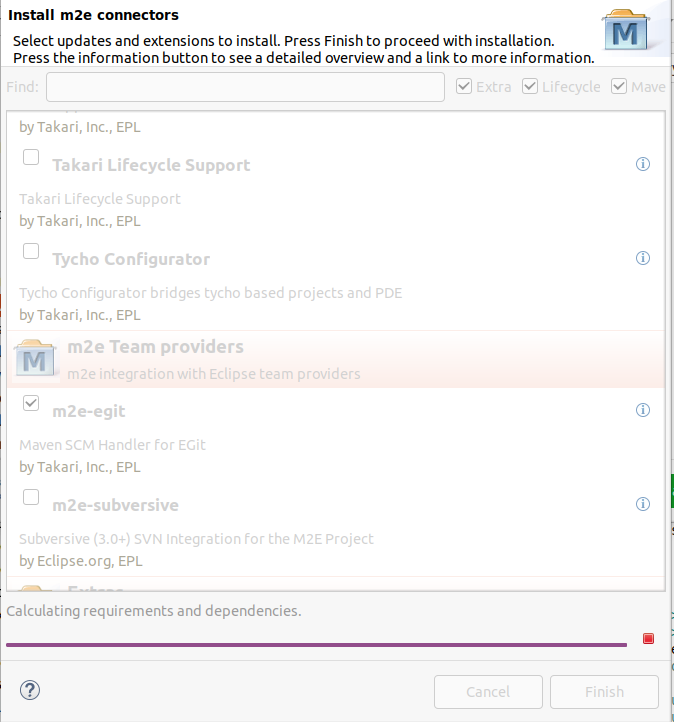 Install m2e connectors
Select updates and extensions to install. Press Finish to proceed with installation.
Press the information button to see a detailed overview and a link to more information.
Find: Extra Lifecycle Mave
by Takari, Inc., EPL
Takari Lifecycle Support
Takari Lifecycle Support
by Takari, Inc., EPL
Tycho Configurator
Tycho Configurator bridges tycho based projects and PDE
by Takari, Inc., EPL
m2e Team providers
m2e integration with Eclipse team providers
m2e-egit
Maven SCM Handler for EGit
by Takari, Inc., EPL
m2e-subversive
Subversive (3.0+) SVN Integration for the M2E Project
by Eclipse.org, EPL
Calculating requirements and dependencies.
Cancel Finish